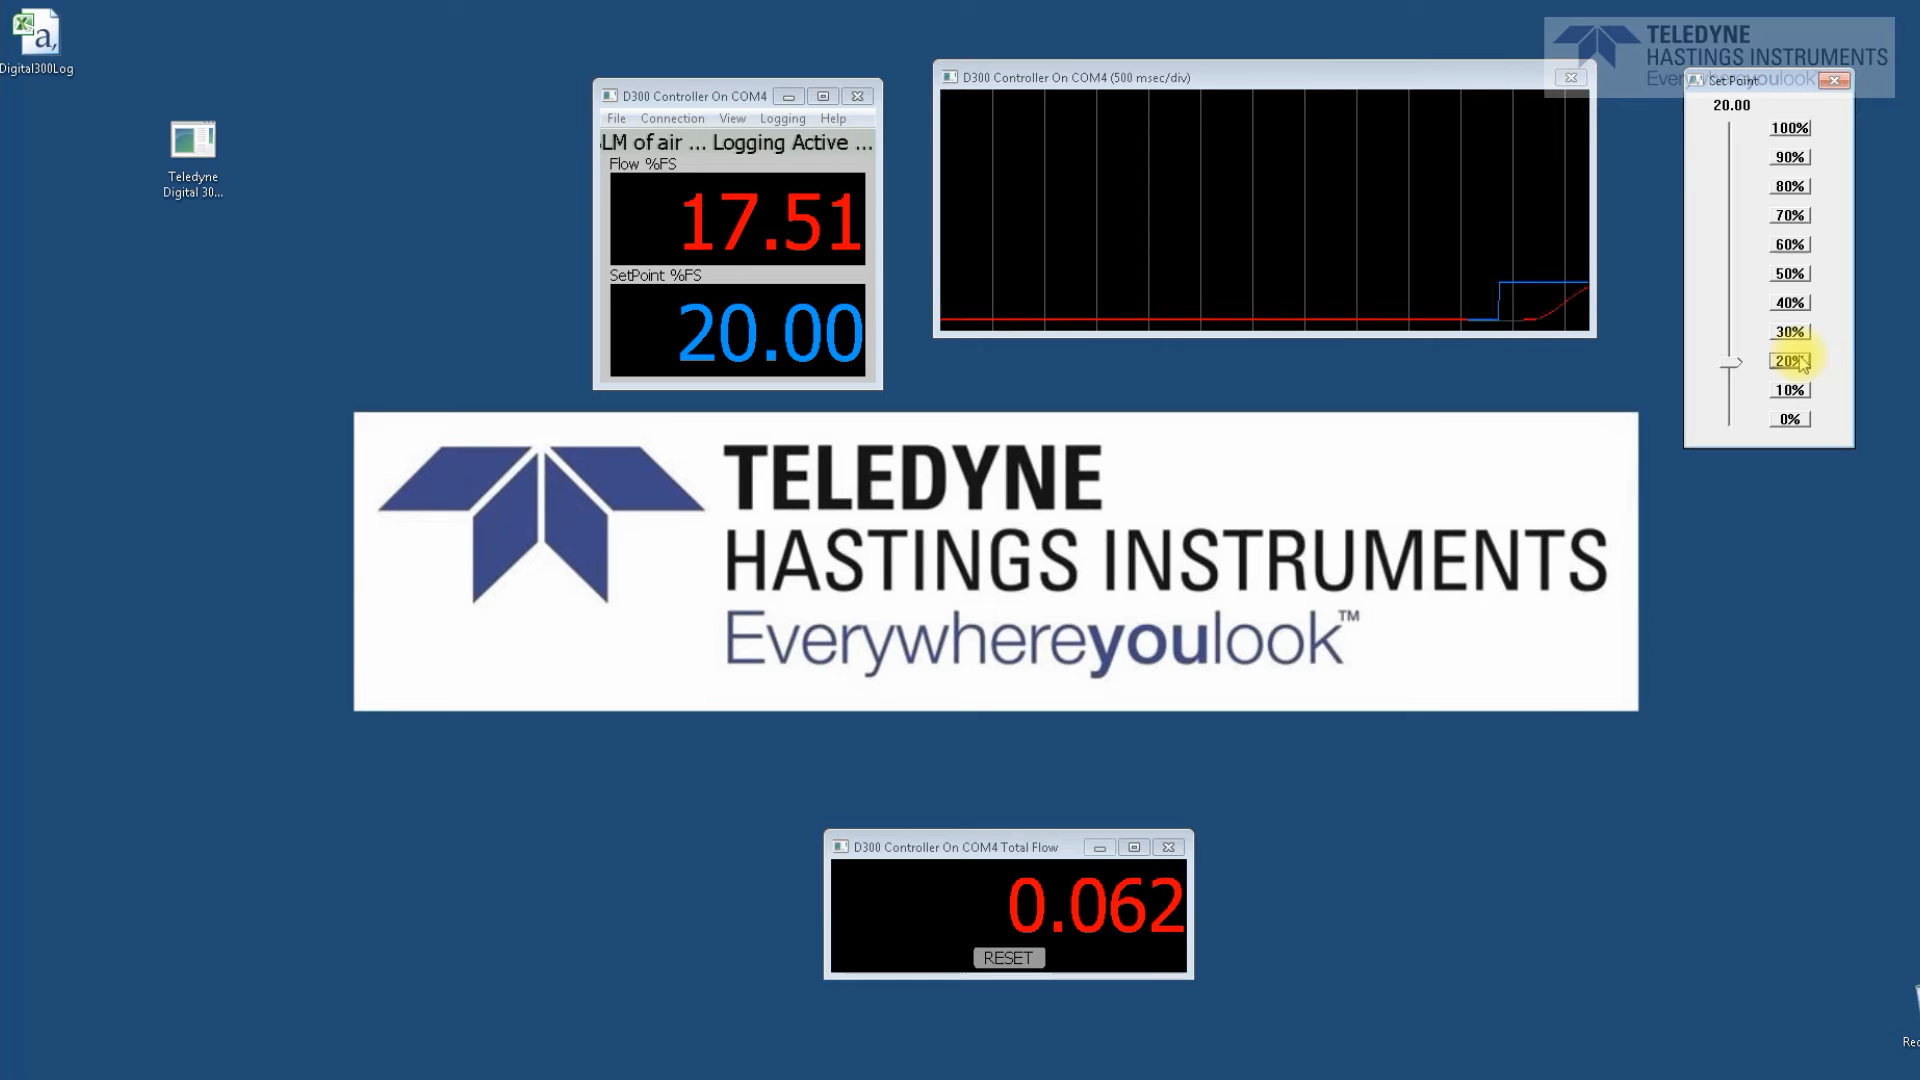 Digital300Log
Teledyne
Digital 30...
D300 Controller On COM4
File Connection View Logging Help
LM of air ... Logging Active ...
Flow %FS
17.51
SetPoint %FS
20.00
D300 Controller On COM4 (500 msec/div)
TELEDYNE
HASTINGS INSTRUMENTS
Everywhereyoulook
Set Point
20.00
100%
90%
80%
70%
60%
50%
40%
30%
20%
10%
0%
TELEDYNE
HASTINGS INSTRUMENTS
Everywhereyoulook™
D300 Controller On COM4 Total Flow
0.062
RESET